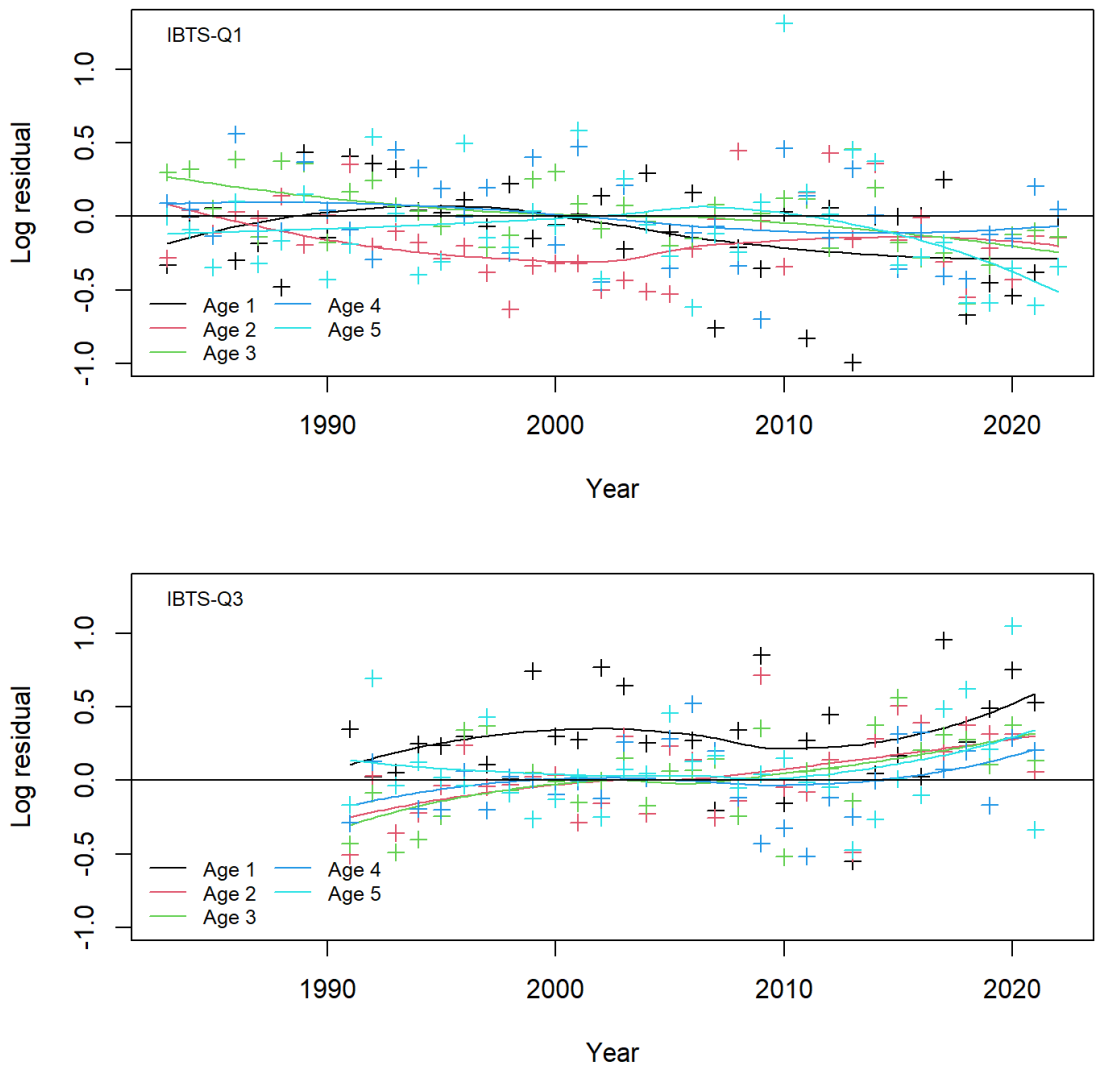 IBTS-Q1
Log residual
1.0
0.5
0.0
-0.5
-1.0
Age 1 Age 4
Age 2 Age 5
Age 3
1990 2000 2010 2020
Year
IBTS-Q3
Log residual
1.0
0.5
0.0
-0.5
-1.0
Age 1 Age 4
Age 2 Age 5
Age 3
1990 2000 2010 2020
Year